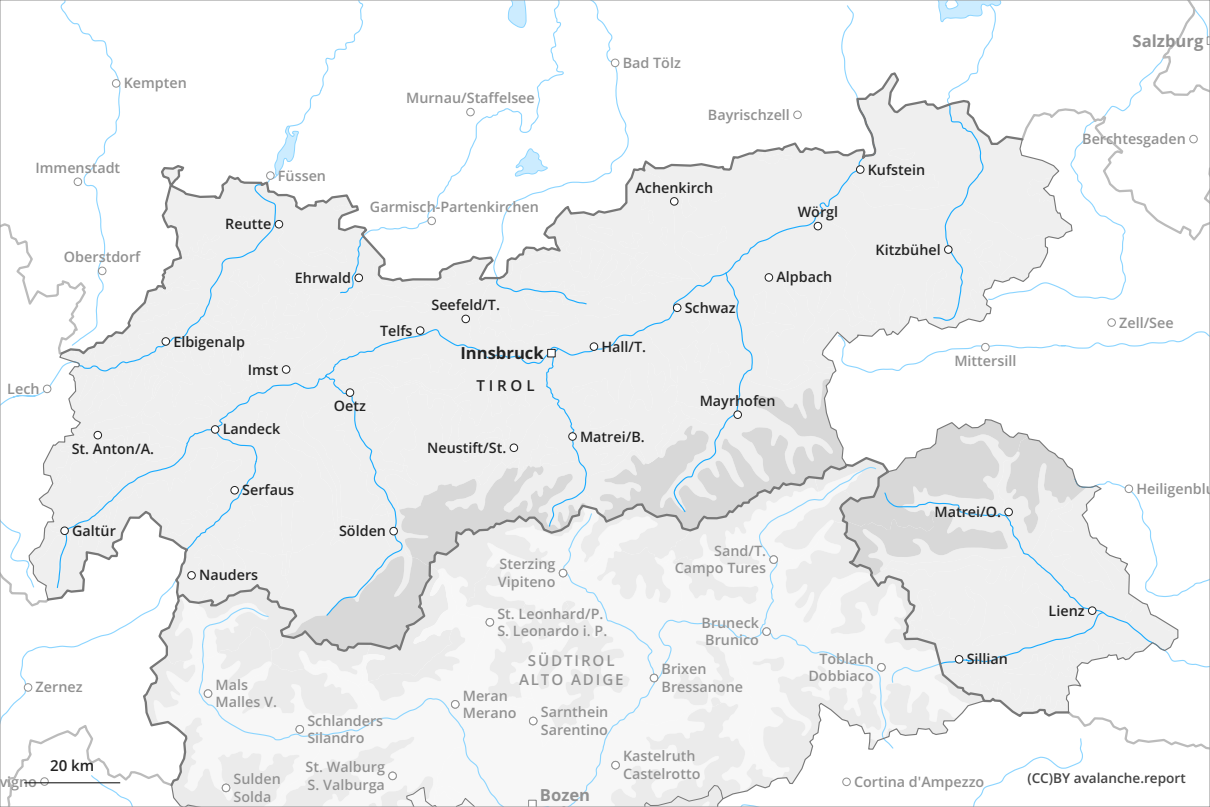 Salzburg
Bad Tölz
Kempten
Murnau/Staffelsee
Bayrischzell
Berchtesgaden
Immenstadt
Füssen
Kufstein
Achenkirch
Garmisch-Partenkirchen
Wörgl
Reutte
Kitzbühel
Oberstdorf
Ehrwald
Alpbach
Seefeld/T.
Schwaz
Zell/See
Telfs
Elbigenalp
Hall/T.
Innsbruck
Mittersill
Imst
TIROL
Lech
Mayrhofen
Oetz
Landeck
Matrei/B.
St. Anton/A.
Neustift/St.
Serfaus
Heiligenblu
Matrei/O.
Galtür
Sölden
Sand/T.
Campo Tures
Sterzing
Vipiteno
Nauders
Lienz
St. Leonhard/P.
S. Leonardo i. P.
Bruneck
Brunico
Sillian
SÜDTIROL
ALTO ADIGE
Toblach
Dobbiaco
Brixen
Bressanone
Zernez
Mals
Malles V.
Meran
Merano
Sarnthein
Sarentino
Schlanders
Silandro
Kastelruth
Castelrotto
20 km
St. Walburg
S. Valburga
vigno
Sulden
Solda
Cortina d'Ampezzo
(CC)BY avalanche.report
Bozen